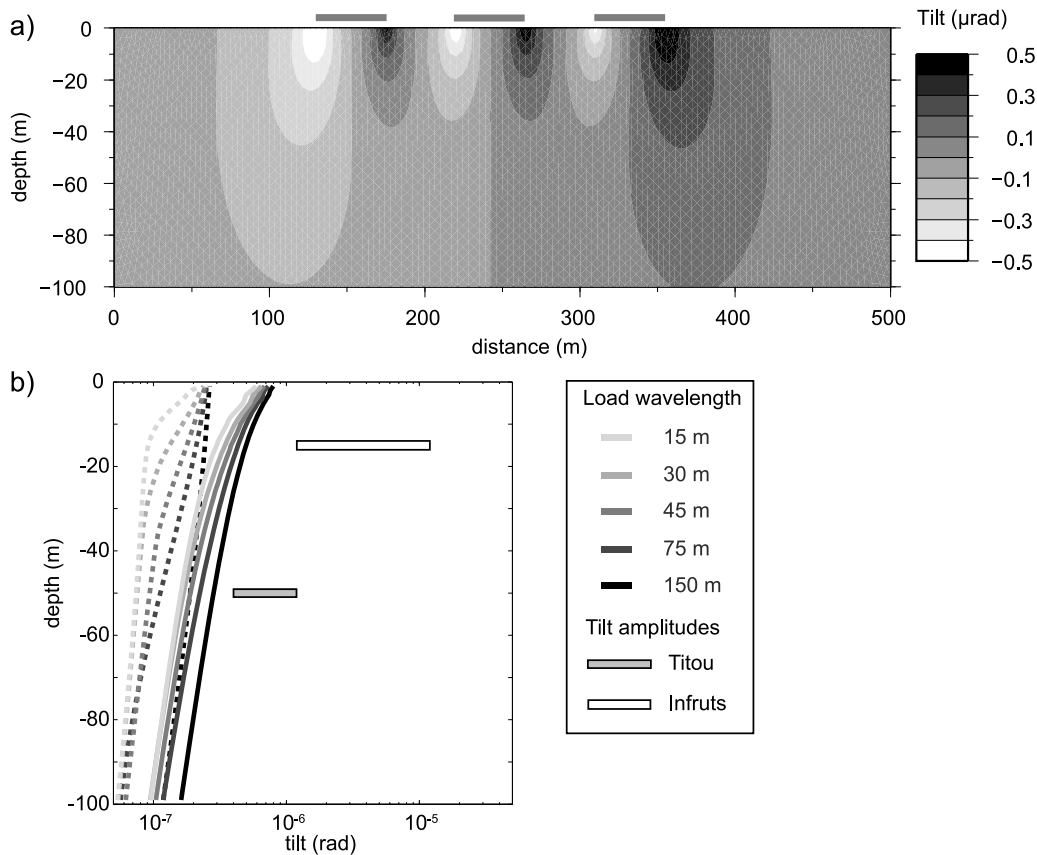 a)
Tilt (µrad)
0
−20
−40
−60
−80
−100
depth (m)
0 100 200 300 400 500
distance (m)
0.5
0.3
0.1
−0.1
−0.3
−0.5
b)
0
-20
-40
-60
-80
-100
depth (m)
10-7 10-6 10-5
tilt (rad)
Load wavelength
15 m
30 m
45 m
75 m
150 m
Tilt amplitudes
Titou
Infruts